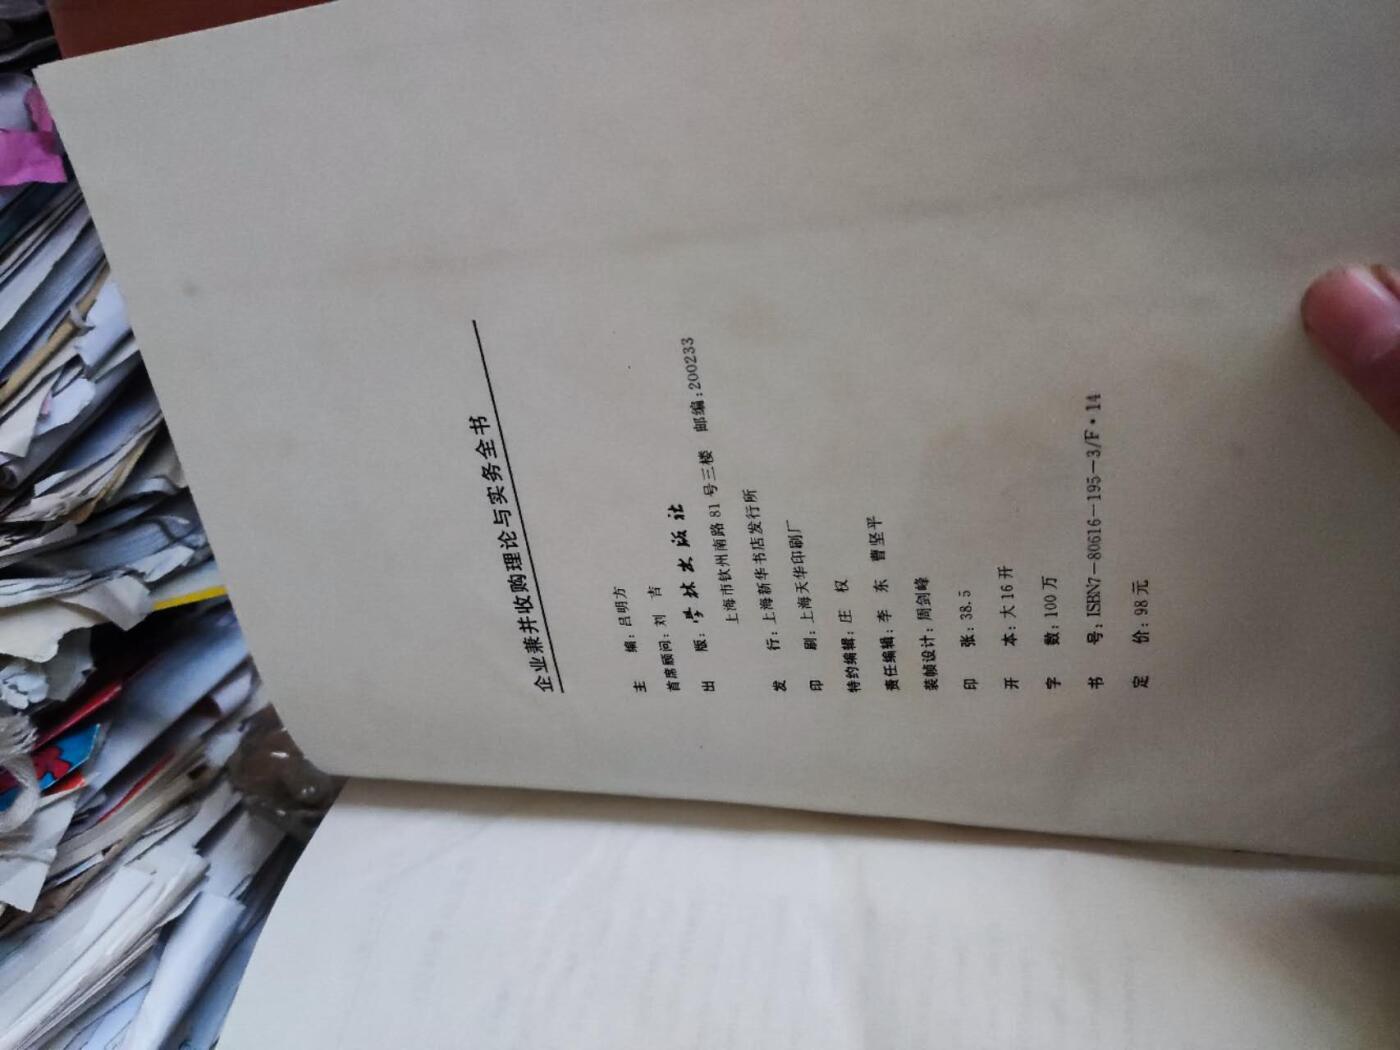 企业兼并收购理论与实务全书
主 编：吕明方
首席顾问：刘 吉
出 版：学林出版社
上海市钦州南路81号三楼 邮编：200233
发 行：上海新华书店发行所
印 刷：上海天华印刷厂
特约编辑：庄 权
责任编辑：李 东 曹坚平
装帧设计：周剑峰
印 张：38.5
开 本：大16开
字 数：100万
书 号：ISBN7－80616－195－3/F·14
定 价：98元